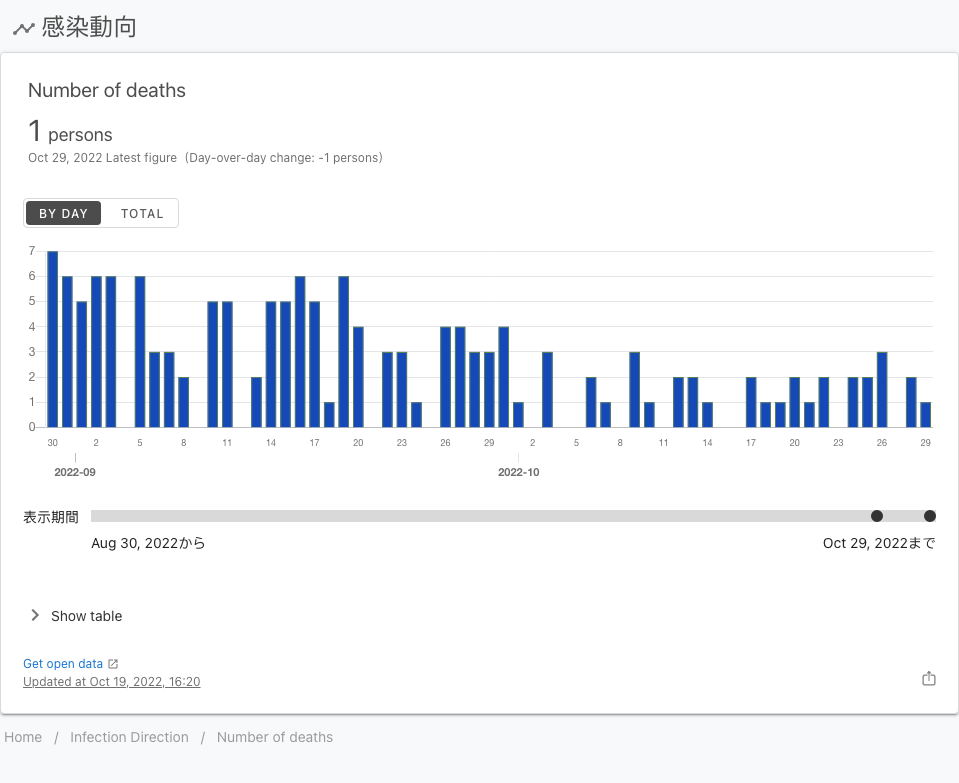 感染動向
Number of deaths
1 persons
Oct 29, 2022 Latest figure (Day-over-day change: -1 persons)
BY DAY TOTAL
7
6
5
4
3
2
1
0
30 2 5 8 11 14 17 20 23 26 29 2 5 8 11 14 17 20 23 26 29
2022-09 2022-10
表示期間
Aug 30, 2022から Oct 29, 2022まで
Show table
Get open data
Updated at Oct 19, 2022, 16:20
Home / Infection Direction / Number of deaths